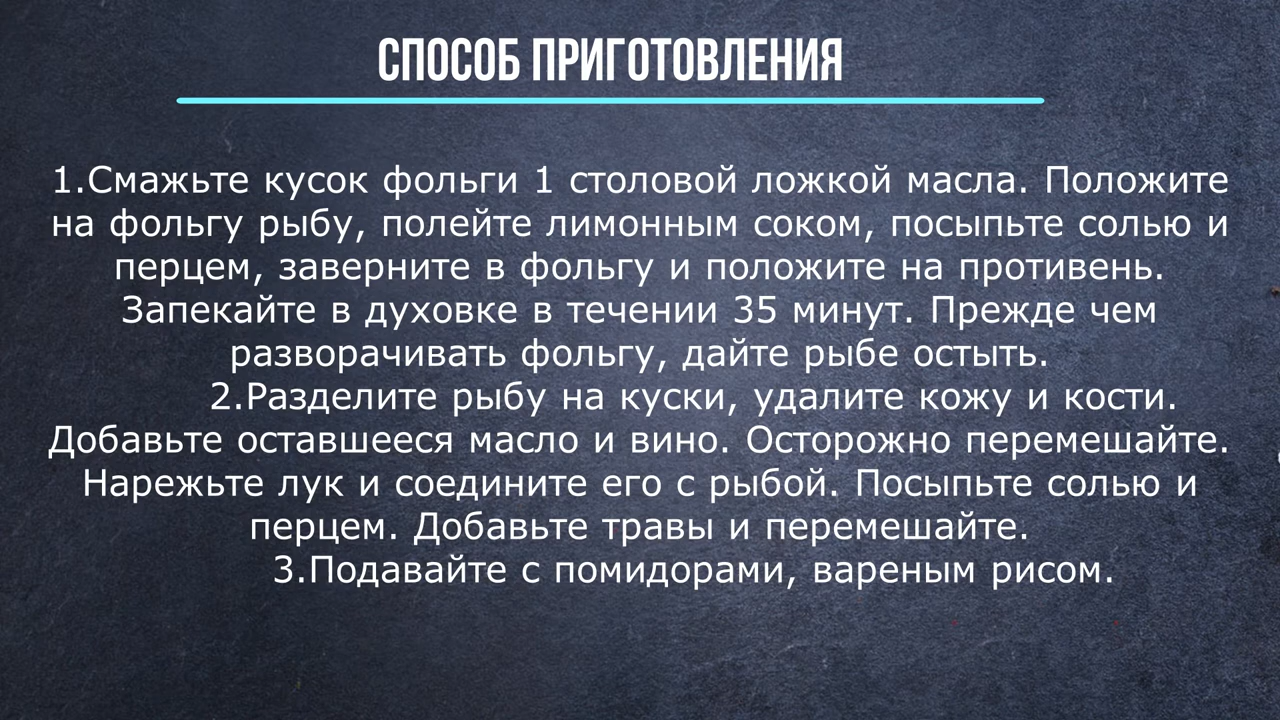 СПОСОБ ПРИГОТОВЛЕНИЯ
1.Смажьте кусок фольги 1 столовой ложкой масла. Положите
на фольгу рыбу, полейте лимонным соком, посыпьте солью и
перцем, заверните в фольгу и положите на противень.
Запекайте в духовке в течении 35 минут. Прежде чем
разворачивать фольгу, дайте рыбе остыть.
2.Разделите рыбу на куски, удалите кожу и кости.
Добавьте оставшееся масло и вино. Осторожно перемешайте.
Нарежьте лук и соедините его с рыбой. Посыпьте солью и
перцем. Добавьте травы и перемешайте.
3.Подавайте с помидорами, вареным рисом.